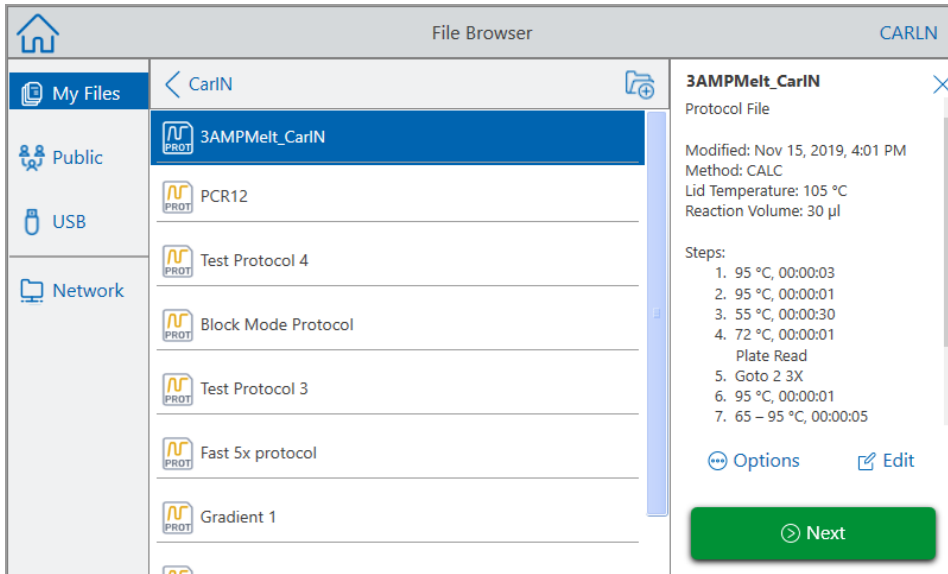 File Browser
CARLN
My Files
Public
USB
Network
CarIN
PROT 3AMPMelt_CarIN
PROT PCR12
PROT Test Protocol 4
PROT Block Mode Protocol
PROT Test Protocol 3
PROT Fast 5x protocol
PROT Gradient 1
3AMPMelt_CarIN
Protocol File
Modified: Nov 15, 2019, 4:01 PM
Method: CALC
Lid Temperature: 105 °C
Reaction Volume: 30 µl
Steps:
1. 95 °C, 00:00:03
2. 95 °C, 00:00:01
3. 55 °C, 00:00:30
4. 72 °C, 00:00:01
Plate Read
5. Goto 2 3X
6. 95 °C, 00:00:01
7. 65 – 95 °C, 00:00:05
Options
Edit
Next